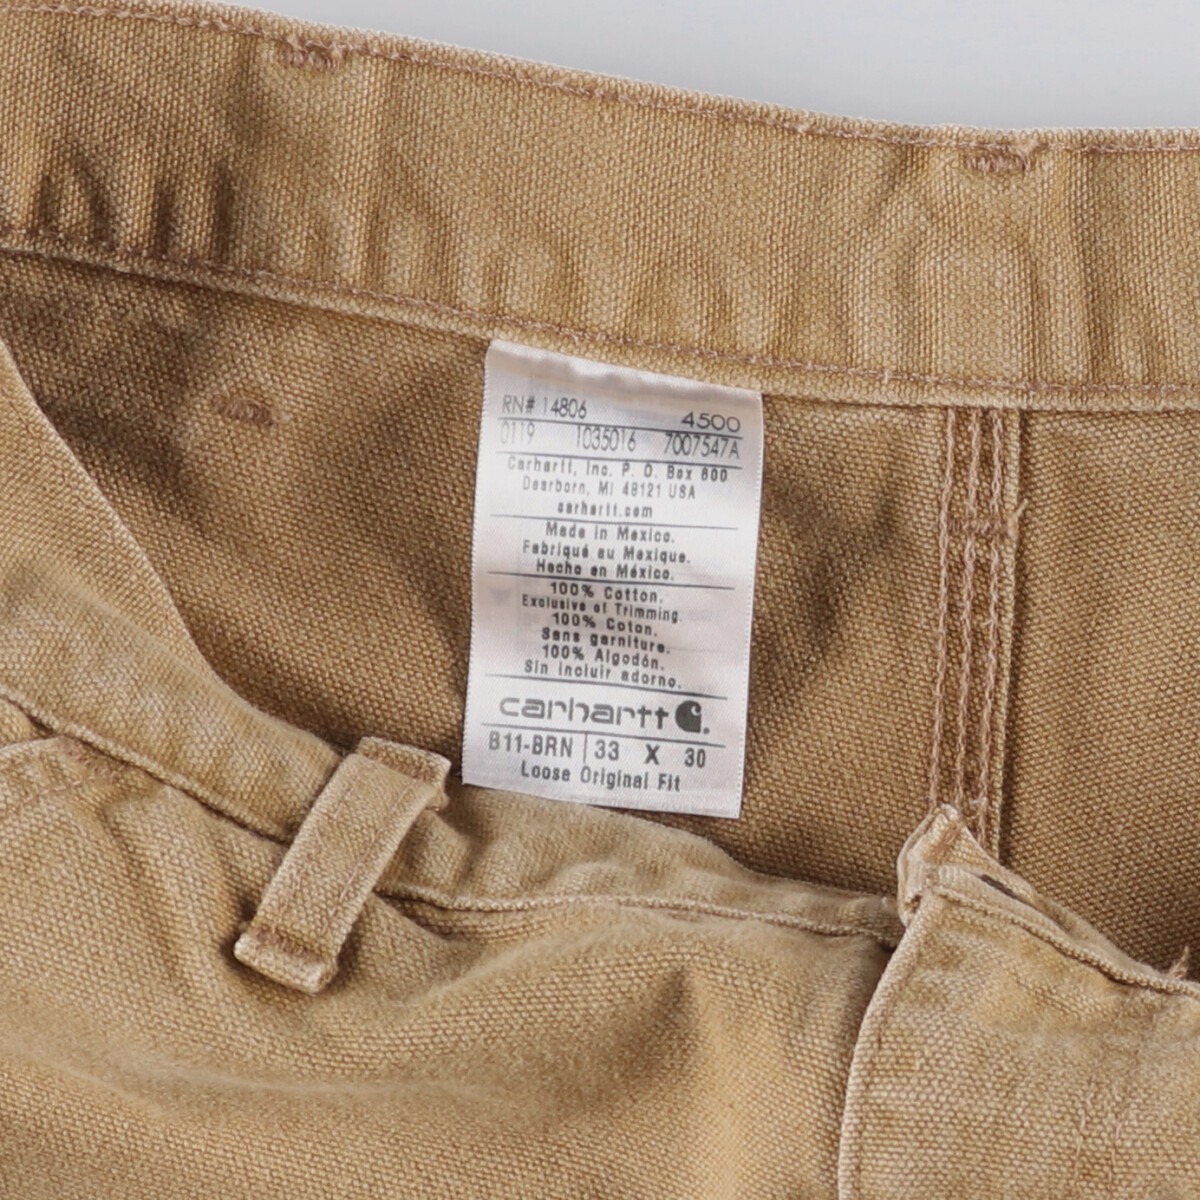 RN# 14806 4500
0119 1035016 7007547A
Carhartt, Inc. P. O. Box 600
Dearborn, MI 48121 USA
carhartt.com
Made in Mexico.
Fabriqué au Mexique.
Hecho en México.
100% Cotton.
Exclusive of Trimming.
100% Coton.
Sans garniture.
100% Algodón.
Sin incluir adorno.
carhartt
B11-BRN 33 X 30
Loose Original Fit